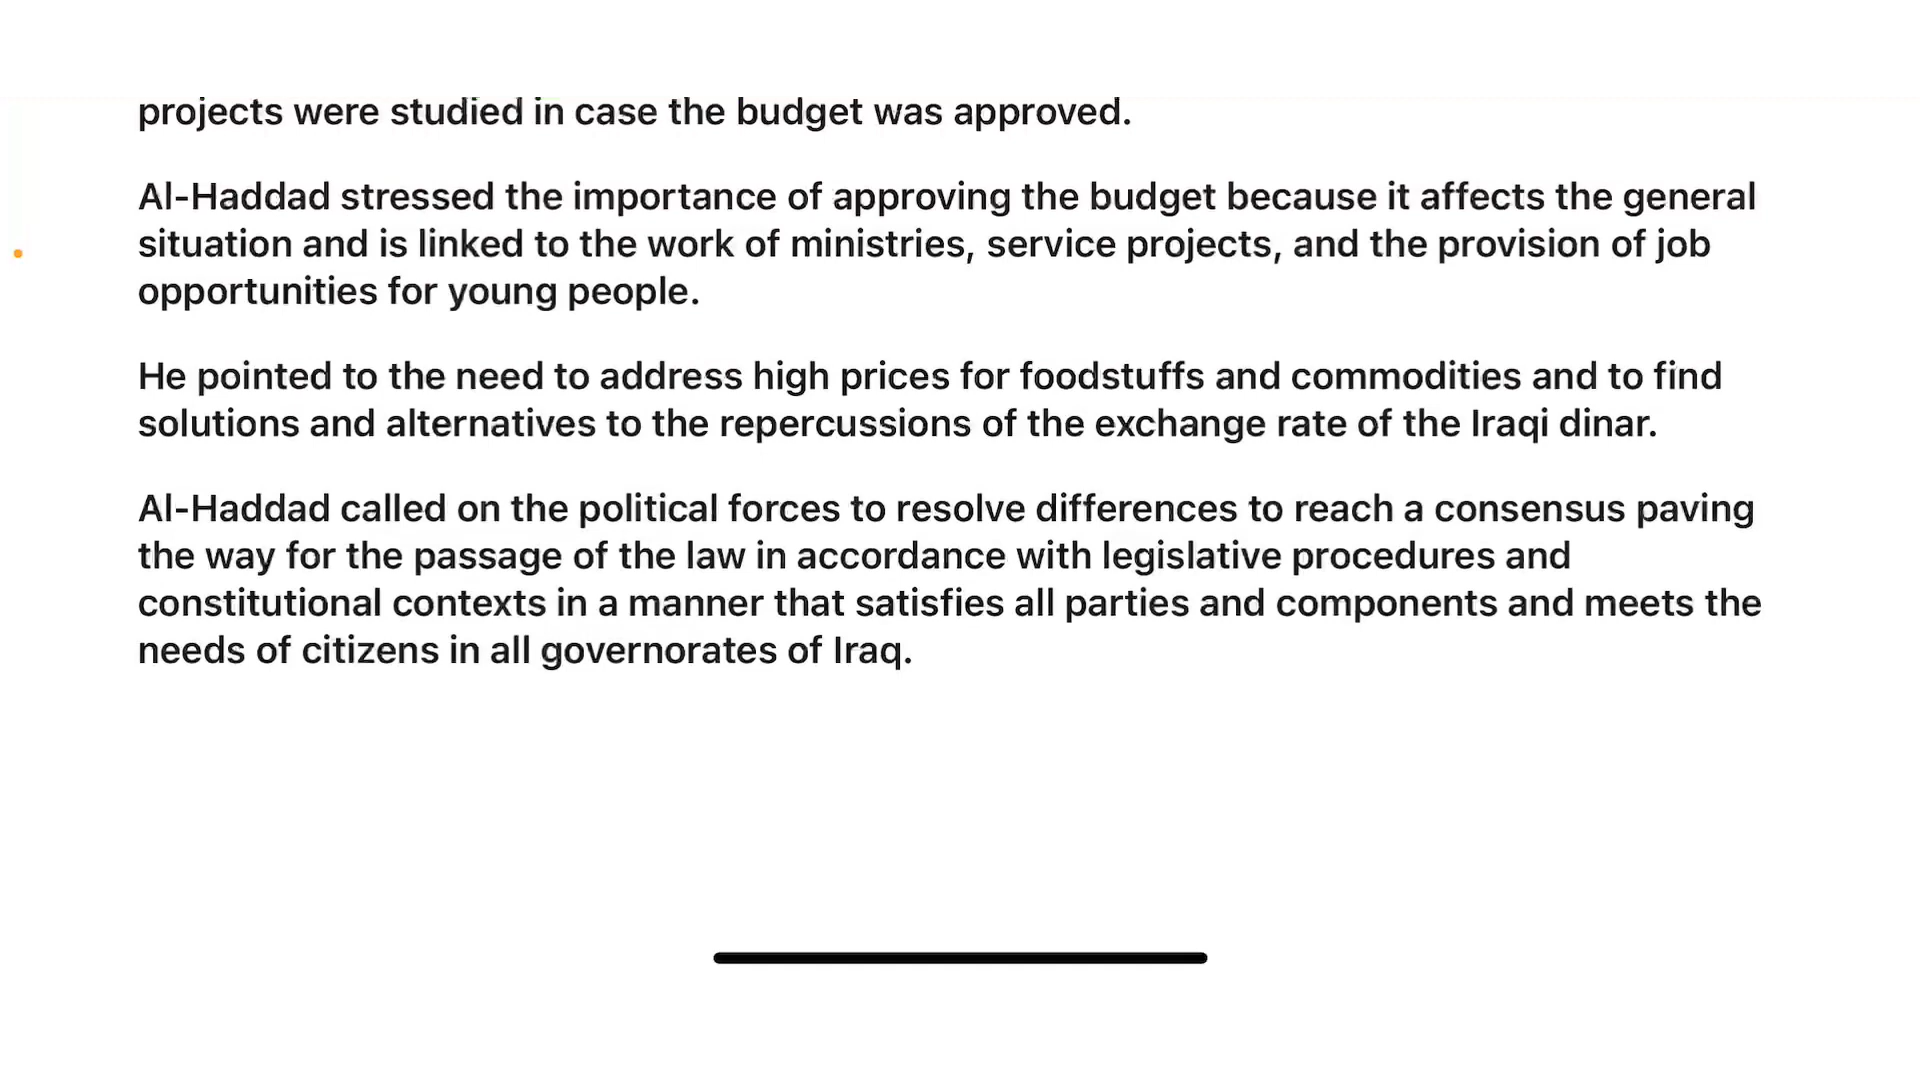 projects were studied in case the budget was approved.
Al-Haddad stressed the importance of approving the budget because it affects the general
situation and is linked to the work of ministries, service projects, and the provision of job
opportunities for young people.
He pointed to the need to address high prices for foodstuffs and commodities and to find
solutions and alternatives to the repercussions of the exchange rate of the Iraqi dinar.
Al-Haddad called on the political forces to resolve differences to reach a consensus paving
the way for the passage of the law in accordance with legislative procedures and
constitutional contexts in a manner that satisfies all parties and components and meets the
needs of citizens in all governorates of Iraq.